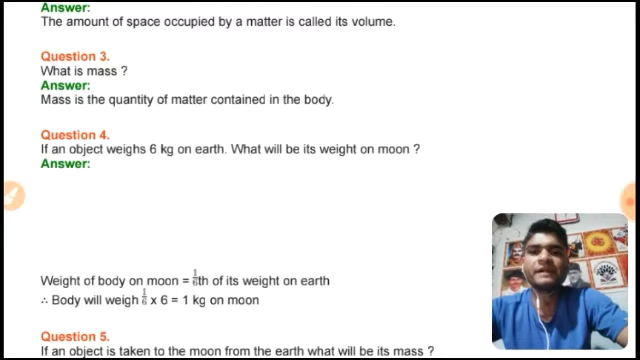 Answer:
The amount of space occupied by a matter is called its volume.
Question 3.
What is mass ?
Answer:
Mass is the quantity of matter contained in the body.
Question 4.
If an object weighs 6 kg on earth. What will be its weight on moon ?
Answer:
Weight of body on moon = 1/6th of its weight on earth
∴ Body will weigh 1/6 x 6 = 1 kg on moon
Question 5.
If an object is taken to the moon from the earth what will be its mass ?